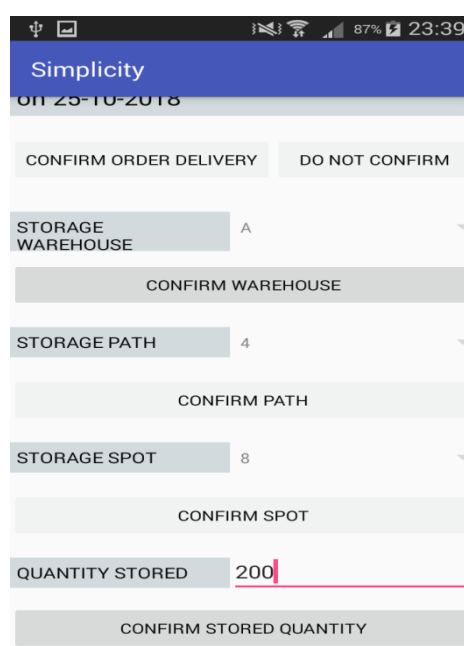 87% 23:39
Simplicity
on 25-10-2018
CONFIRM ORDER DELIVERY DO NOT CONFIRM
STORAGE A
WAREHOUSE
CONFIRM WAREHOUSE
STORAGE PATH 4
CONFIRM PATH
STORAGE SPOT 8
CONFIRM SPOT
QUANTITY STORED 200
CONFIRM STORED QUANTITY